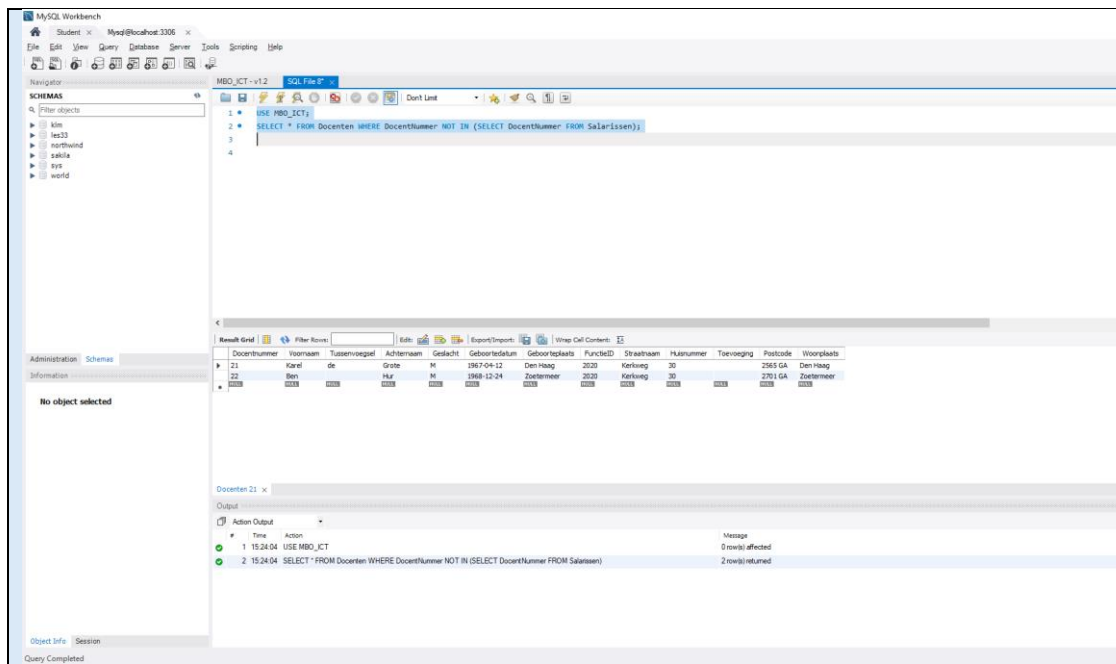 MySQL Workbench
Student × Mysql@localhost:3306 ×
File Edit View Query Database Server Tools Scripting Help
Navigator
SCHEMAS
Filter objects
kim
les33
northwind
sakila
sys
world
Administration Schemas
Information
No object selected
Object Info Session
Query Completed
MBO_ICT - v1.2 SQL File 8* ×
Don't Limit
1 USE MBO_ICT;
2 SELECT * FROM Docenten WHERE DocentNummer NOT IN (SELECT DocentNummer FROM Salarissen);
3
4
Result Grid Filter Rows: Edit: Export/Import: Wrap Cell Content:
Docentnummer Voornaam Tussenvoegsel Achternaam Geslacht Geboortedatum Geboorteplaats FunctieID Straatnaam Huisnummer Toevoeging Postcode Woonplaats
21 Karel de Grote M 1967-04-12 Den Haag 2020 Kerkweg 30 2565 GA Den Haag
22 Ben Hur M 1968-12-24 Zoetermeer 2020 Kerkweg 30 2701 GA Zoetermeer
NULL NULL NULL NULL NULL NULL NULL NULL NULL NULL NULL NULL NULL
Docenten 21 ×
Output
Action Output
# Time Action Message
1 15:24:04 USE MBO_ICT 0 row(s) affected
2 15:24:04 SELECT * FROM Docenten WHERE DocentNummer NOT IN (SELECT DocentNummer FROM Salarissen) 2 row(s) returned